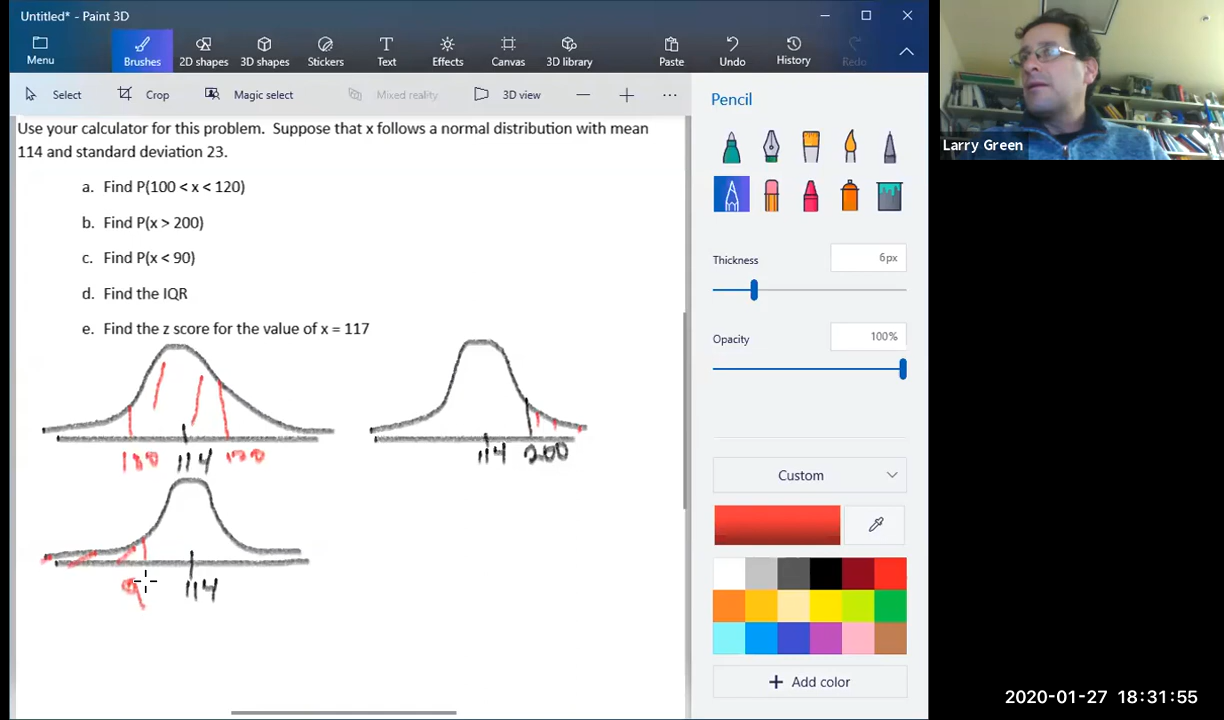 Untitled* - Paint 3D
Menu
Brushes
2D shapes
3D shapes
Stickers
Text
Effects
Canvas
3D library
Paste
Undo
History
Redo
Select
Crop
Magic select
Mixed reality
3D view
Pencil
Larry Green
Use your calculator for this problem. Suppose that x follows a normal distribution with mean
114 and standard deviation 23.
a. Find P(100 < x < 120)
b. Find P(x > 200)
c. Find P(x < 90)
d. Find the IQR
e. Find the z score for the value of x = 117
100 114 120
114 200
9 114
Thickness
6px
Opacity
100%
Custom
Add color
2020-01-27 18:31:55